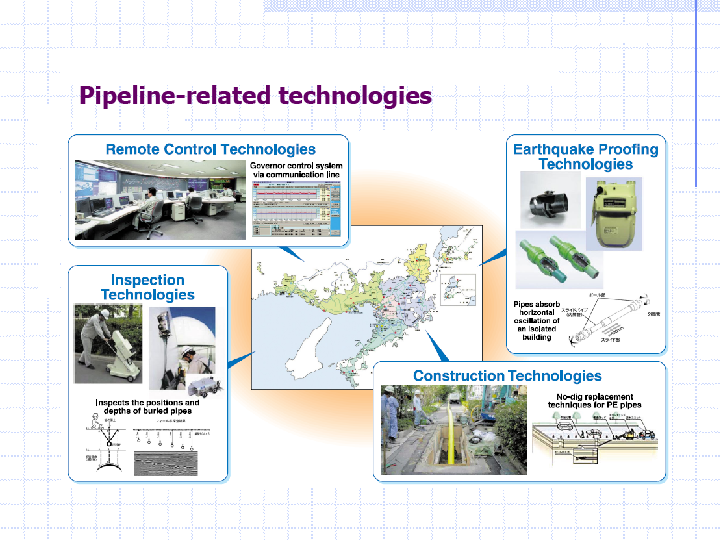 Pipeline-related technologies
Remote Control Technologies
Governor control system
via communication line
Earthquake Proofing
Technologies
Pipes absorb
horizontal
oscillation of
an isolated
building
Inspection
Technologies
Inspects the positions and
depths of buried pipes
Construction Technologies
No-dig replacement
techniques for PE pipes